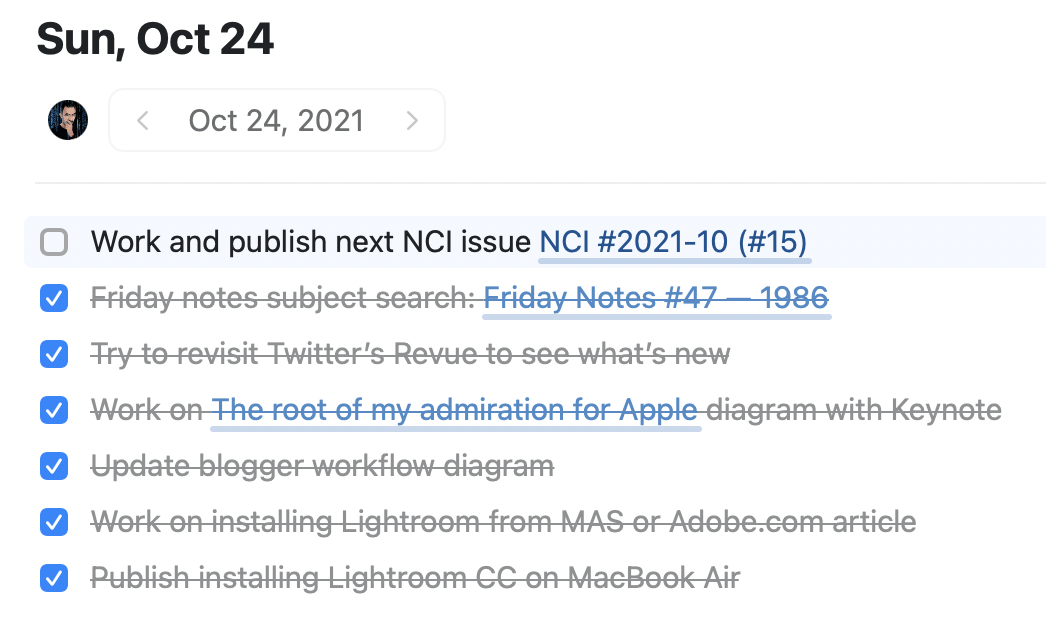 Sun, Oct 24
Oct 24, 2021
Work and publish next NCI issue NCI #2021-10 (#15)
Friday notes subject search: Friday Notes #47 — 1986
Try to revisit Twitter’s Revue to see what’s new
Work on The root of my admiration for Apple diagram with Keynote
Update blogger workflow diagram
Work on installing Lightroom from MAS or Adobe.com article
Publish installing Lightroom CC on MacBook Air